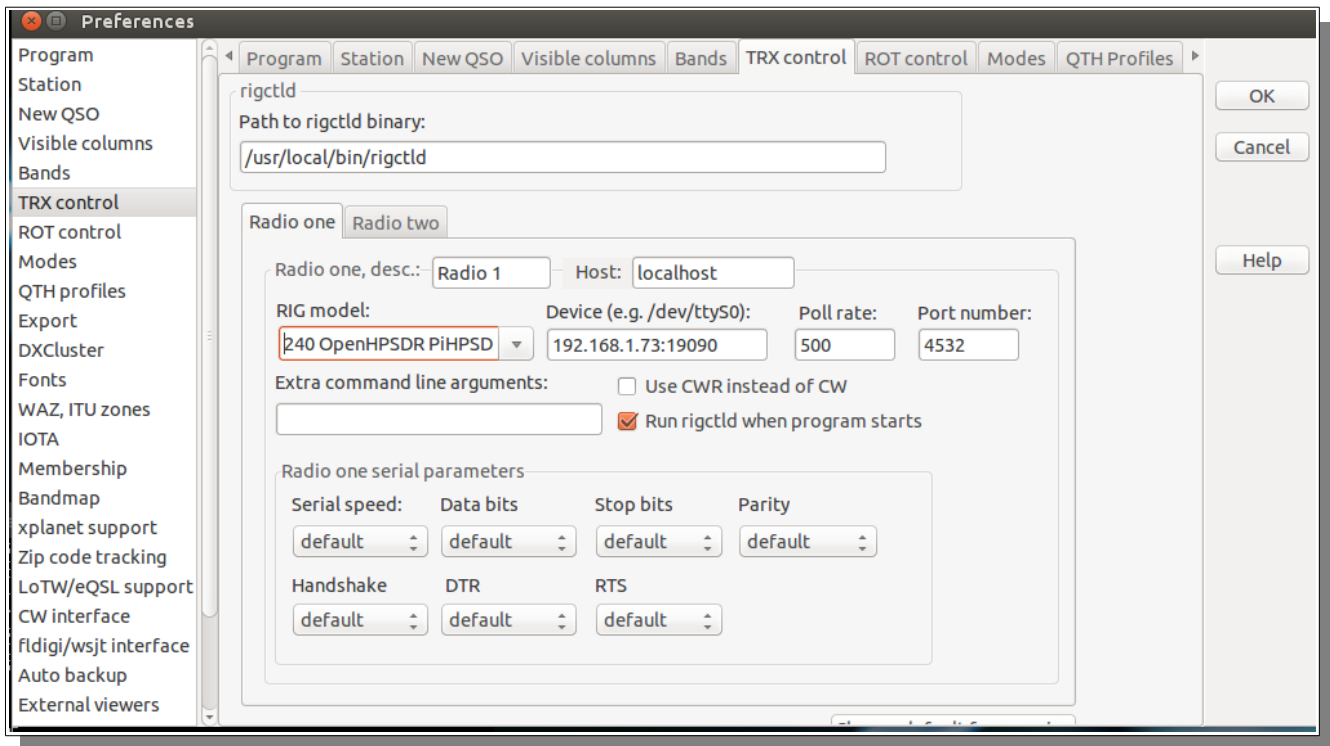 Preferences
Program
Station
New QSO
Visible columns
Bands
TRX control
ROT control
Modes
QTH profiles
Export
DXCluster
Fonts
WAZ, ITU zones
IOTA
Membership
Bandmap
xplanet support
Zip code tracking
LoTW/eQSL support
CW interface
fldigi/wsjt interface
Auto backup
External viewers
Program Station New QSO Visible columns Bands TRX control ROT control Modes QTH Profiles
rigctld
Path to rigctld binary:
/usr/local/bin/rigctld
Radio one Radio two
Radio one, desc.: Radio 1 Host: localhost
RIG model: Device (e.g. /dev/ttyS0): Poll rate: Port number:
240 OpenHPSDR PiHPSD 192.168.1.73:19090 500 4532
Extra command line arguments: Use CWR instead of CW
Run rigctld when program starts
Radio one serial parameters
Serial speed: Data bits Stop bits Parity
default default default default
Handshake DTR RTS
default default default
OK
Cancel
Help